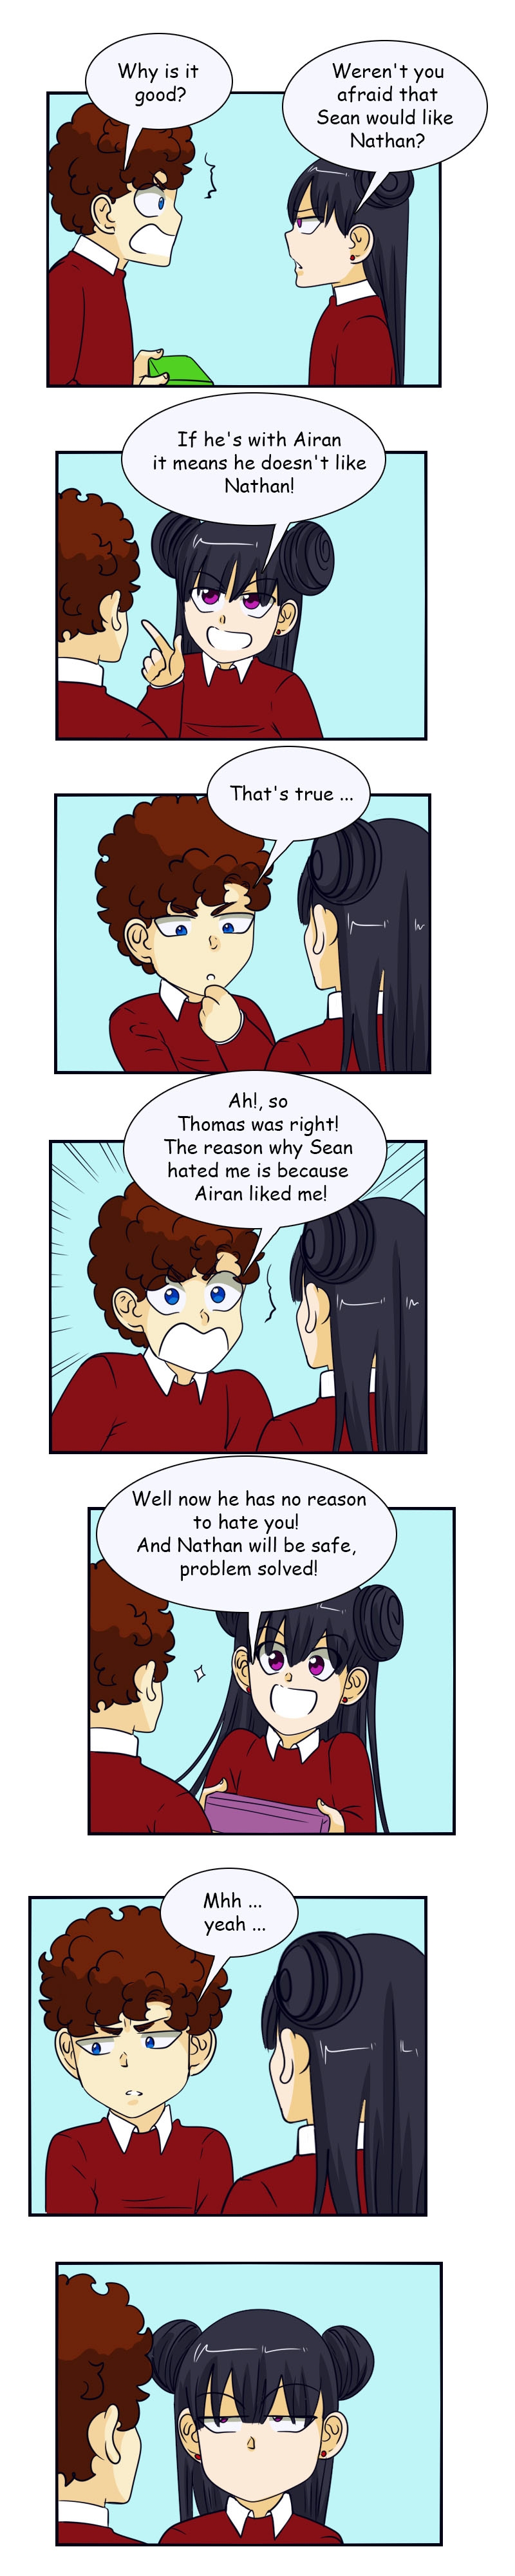 Why is it
good?
Weren't you
afraid that
Sean would like
Nathan?
If he's with Airan
it means he doesn't like
Nathan!
That's true ...
Ah!, so
Thomas was right!
The reason why Sean
hated me is because
Airan liked me!
Well now he has no reason
to hate you!
And Nathan will be safe,
problem solved!
Mhh ...
yeah ...